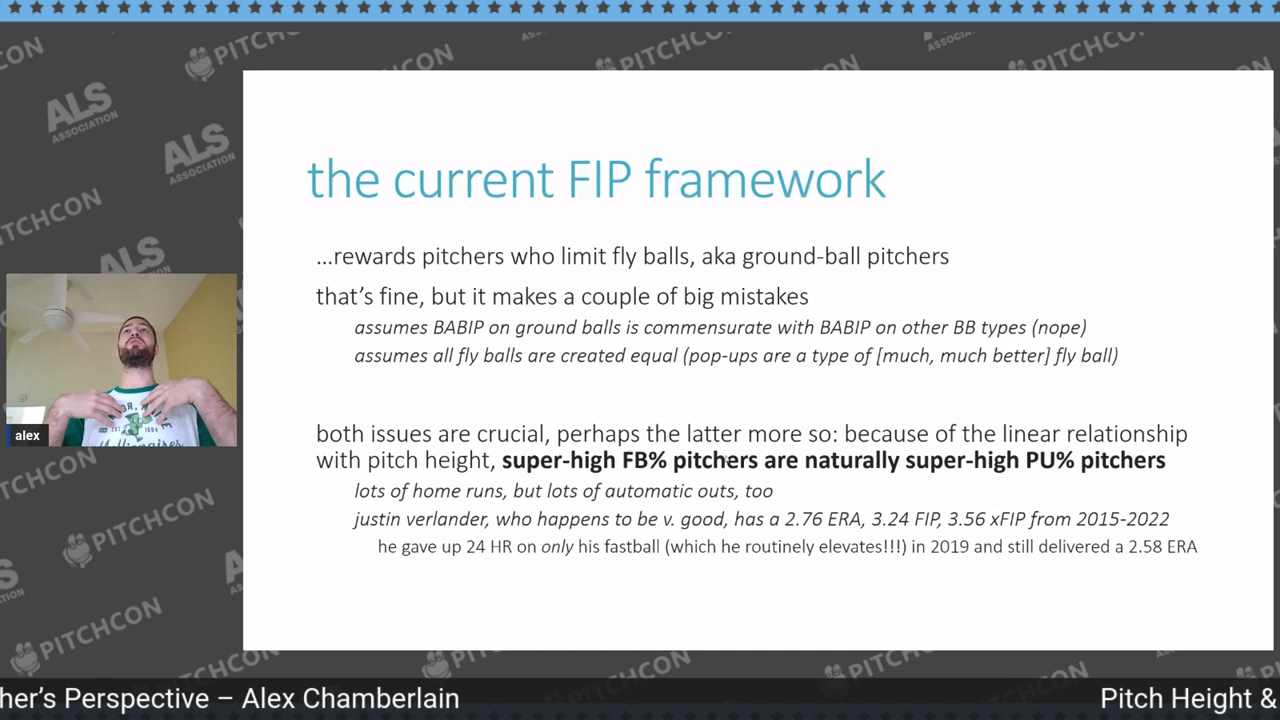 PITCHCON
ALS
ASSOCIATION
the current FIP framework
...rewards pitchers who limit fly balls, aka ground-ball pitchers
that's fine, but it makes a couple of big mistakes
assumes BABIP on ground balls is commensurate with BABIP on other BB types (nope)
assumes all fly balls are created equal (pop-ups are a type of [much, much better] fly ball)
both issues are crucial, perhaps the latter more so: because of the linear relationship
with pitch height, super-high FB% pitchers are naturally super-high PU% pitchers
lots of home runs, but lots of automatic outs, too
justin verlander, who happens to be v. good, has a 2.76 ERA, 3.24 FIP, 3.56 xFIP from 2015-2022
he gave up 24 HR on only his fastball (which he routinely elevates!!!) in 2019 and still delivered a 2.58 ERA
alex
her's Perspective – Alex Chamberlain
Pitch Height &